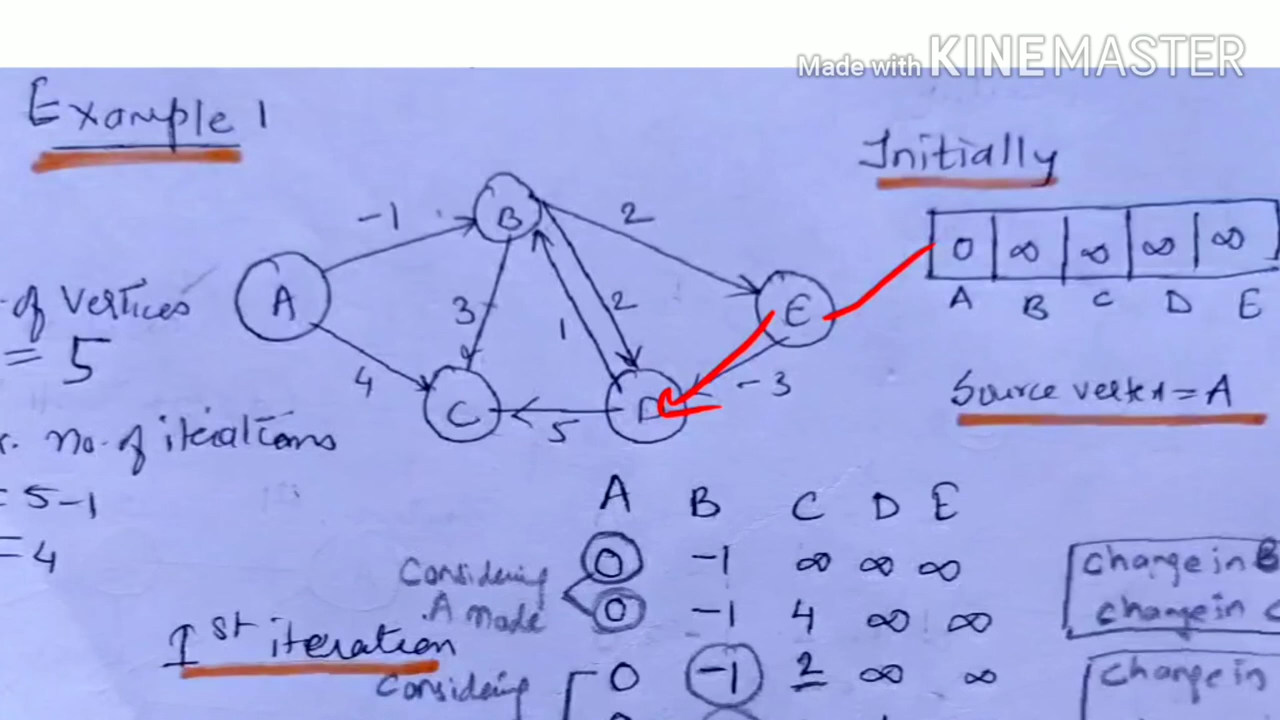 Made with KINEMASTER
Example 1
Initially
0 ∞ ∞ ∞ ∞
A B C D E
Source vertex = A
-1
B
2
A
3
1
2
E
4
C
5
D
-3
of vertices
= 5
no. of iterations
= 5-1
= 4
A B C D E
Considering
A node
0 -1 ∞ ∞ ∞
0 -1 4 ∞ ∞
change in B
change in C
1st iteration
Considering
0 -1 2 ∞ ∞
change in